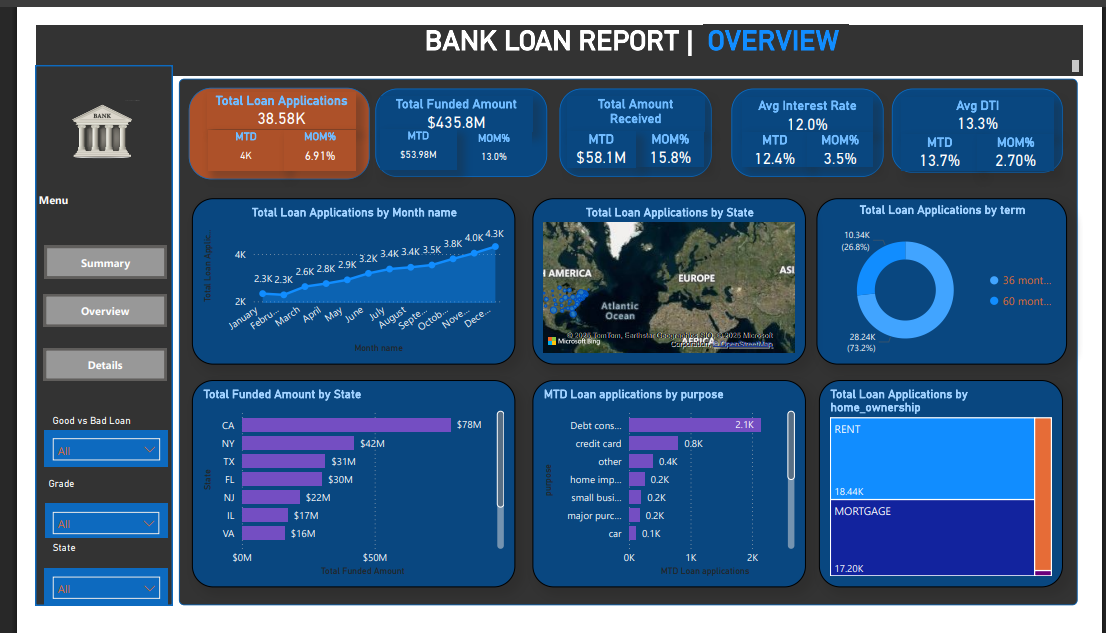 BANK LOAN REPORT | OVERVIEW
BANK
Menu
Summary
Overview
Details
Good vs Bad Loan
All
Grade
All
State
All
Total Loan Applications
38.58K
MTD MOM%
4K 6.91%
Total Funded Amount
$435.8M
MTD MOM%
$53.98M 13.0%
Total Amount
Received
MTD MOM%
$58.1M 15.8%
Avg Interest Rate
12.0%
MTD MOM%
12.4% 3.5%
Avg DTI
13.3%
MTD MOM%
13.7% 2.70%
Total Loan Applications by Month name
Total Loan Applic...
4K
2K
2.3K 2.3K 2.6K 2.8K 2.9K 3.2K 3.4K 3.4K 3.5K 3.8K 4.0K 4.3K
January Febru... March April May June July August Septe... Octob... Nove... Dece...
Month name
Total Loan Applications by State
AMERICA
EUROPE
ASI
Atlantic
Ocean
AFRICA
Microsoft Bing
© 2025 TomTom, Earthstar Geographics SIO, © 2025 Microsoft
Corporation, © OpenStreetMap
Total Loan Applications by term
10.34K
(26.8%)
28.24K
(73.2%)
36 mont...
60 mont...
Total Funded Amount by State
State
CA $78M
NY $42M
TX $31M
FL $30M
NJ $22M
IL $17M
VA $16M
$0M $50M
Total Funded Amount
MTD Loan applications by purpose
purpose
Debt cons... 2.1K
credit card 0.8K
other 0.4K
home imp... 0.2K
small busi... 0.2K
major purc... 0.2K
car 0.1K
0K 1K 2K
MTD Loan applications
Total Loan Applications by
home_ownership
RENT
18.44K
MORTGAGE
17.20K